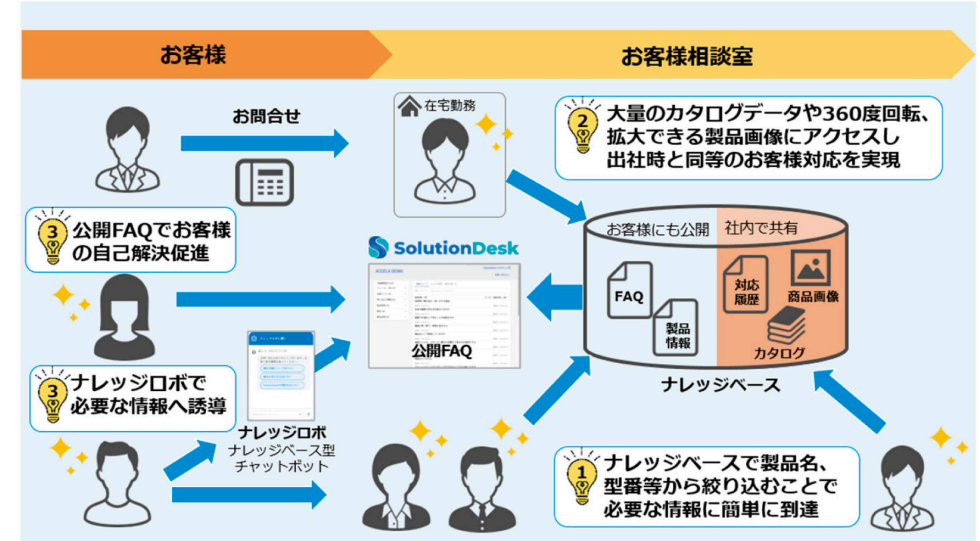 お客様
お客様相談室
お問合せ
在宅勤務
2
大量のカタログデータや360度回転、
拡大できる製品画像にアクセスし
出社時と同等のお客様対応を実現
3
公開FAQでお客様
の自己解決促進
SolutionDesk
公開FAQ
お客様にも公開
社内で共有
FAQ
製品
情報
対応
履歴
商品画像
カタログ
ナレッジベース
3
ナレッジロボで
必要な情報へ誘導
ナレッジロボ
ナレッジベース型
チャットボット
1
ナレッジベースで製品名、
型番等から絞り込むことで
必要な情報に簡単に到達